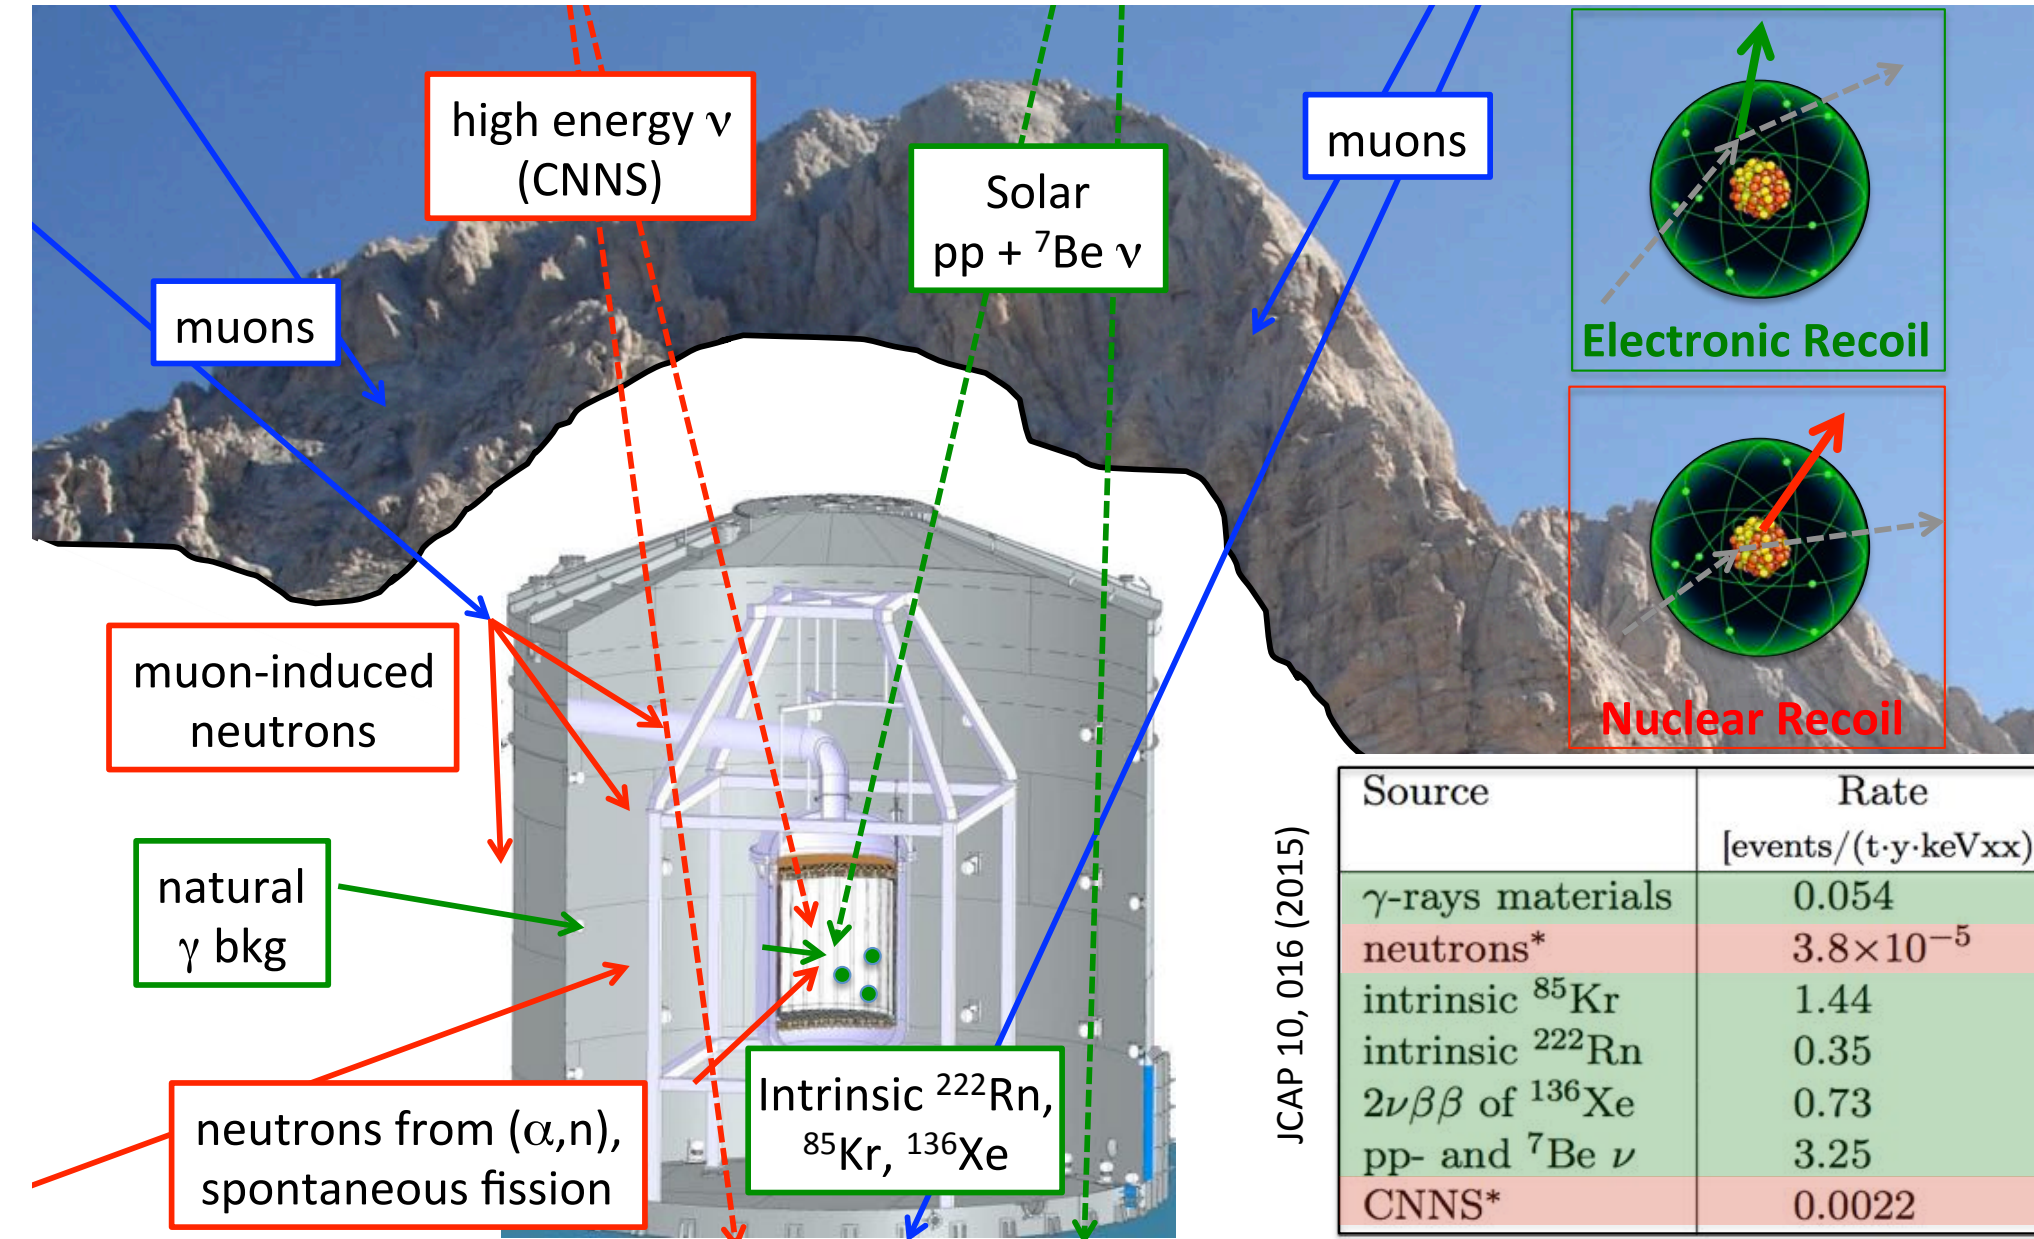 high energy ν
(CNNS)
Solar
pp + ⁷Be ν
muons
muons
Electronic Recoil
Nuclear Recoil
muon-induced
neutrons
natural
γ bkg
neutrons from (α,n),
spontaneous fission
Intrinsic ²²²Rn,
⁸⁵Kr, ¹³⁶Xe
JCAP 10, 016 (2015)
Source Rate
[events/(t·y·keVxx)
γ-rays materials 0.054
neutrons* 3.8×10⁻⁵
intrinsic ⁸⁵Kr 1.44
intrinsic ²²²Rn 0.35
2νββ of ¹³⁶Xe 0.73
pp- and ⁷Be ν 3.25
CNNS* 0.0022